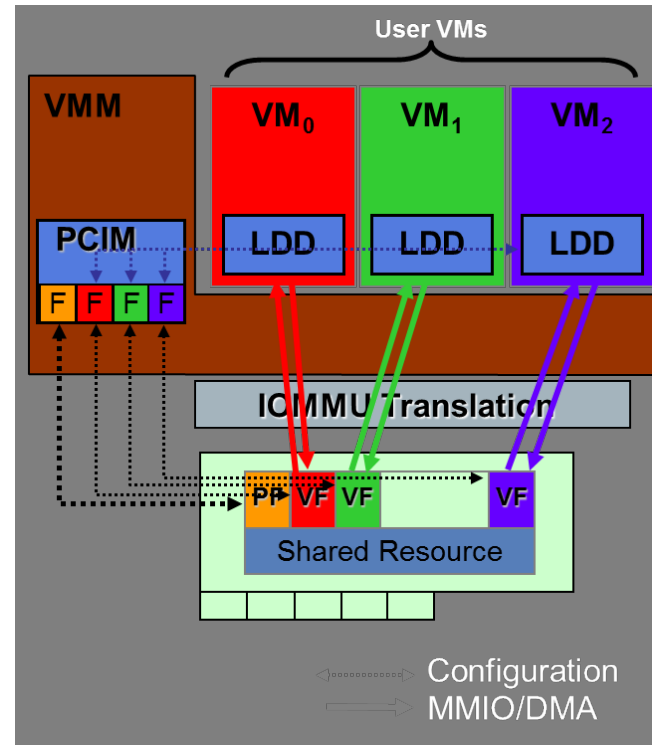 User VMs
VMM
VM0
VM1
VM2
PCIM
LDD
LDD
LDD
F
F
F
F
IOMMU Translation
PF
VF
VF
VF
Shared Resource
Configuration
MMIO/DMA